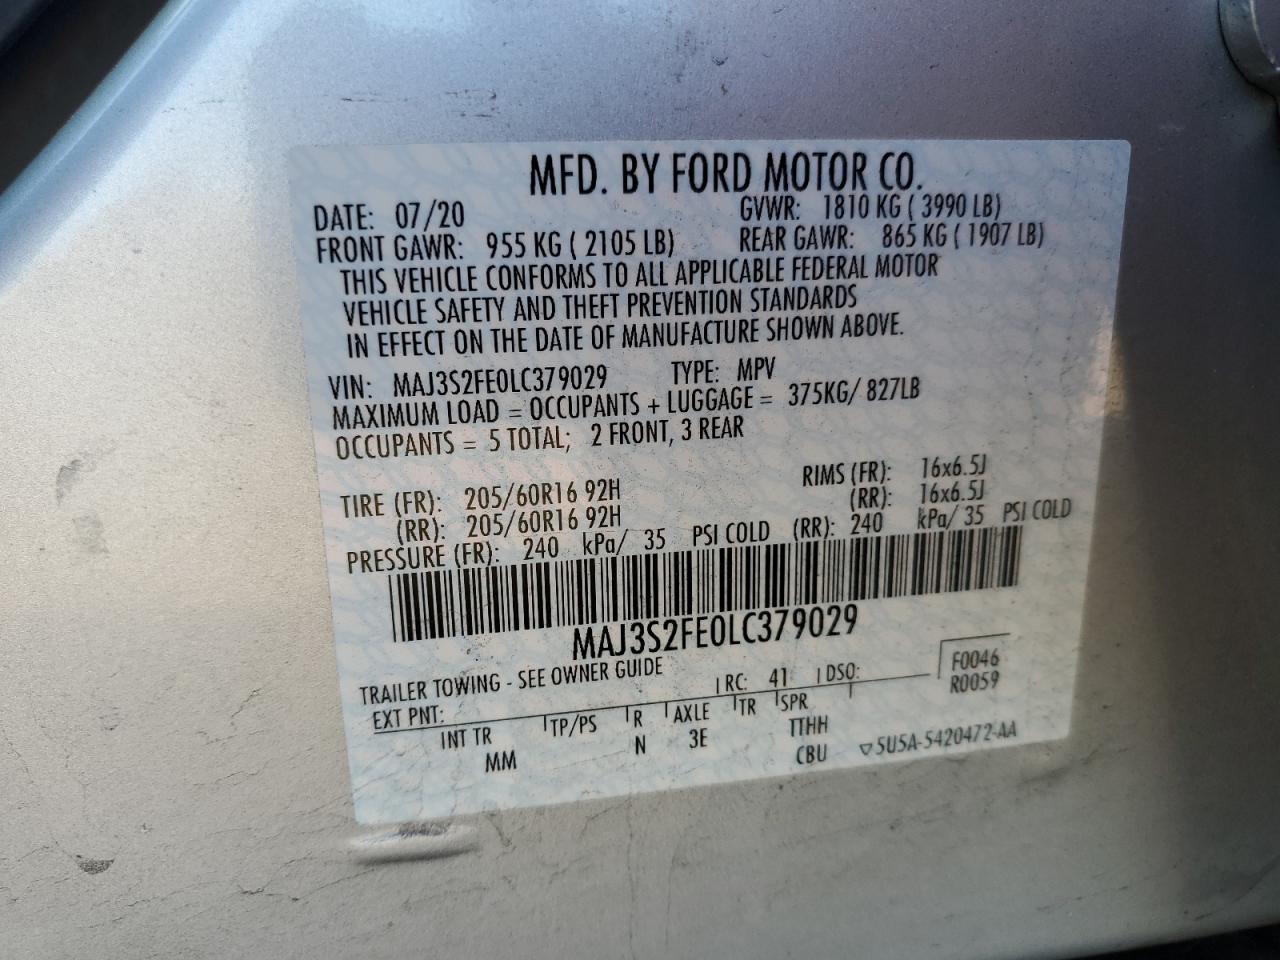 MFD. BY FORD MOTOR CO.
DATE: 07/20 GVWR: 1810 KG ( 3990 LB)
FRONT GAWR: 955 KG ( 2105 LB) REAR GAWR: 865 KG ( 1907 LB)
THIS VEHICLE CONFORMS TO ALL APPLICABLE FEDERAL MOTOR
VEHICLE SAFETY AND THEFT PREVENTION STANDARDS
IN EFFECT ON THE DATE OF MANUFACTURE SHOWN ABOVE.
VIN: MAJ3S2FE0LC379029 TYPE: MPV
MAXIMUM LOAD = OCCUPANTS + LUGGAGE = 375KG/ 827LB
OCCUPANTS = 5 TOTAL; 2 FRONT, 3 REAR
TIRE (FR): 205/60R16 92H RIMS (FR): 16x6.5J
(RR): 205/60R16 92H (RR): 16x6.5J
PRESSURE (FR): 240 kPa/ 35 PSI COLD (RR): 240 kPa/ 35 PSI COLD
MAJ3S2FE0LC379029
TRAILER TOWING - SEE OWNER GUIDE
EXT PNT: RC: 41 DSO: F0046
R0059
INT TR TP/PS R AXLE TR SPR
MM N 3E TTHH
CBU ▽5U5A-5420472-AA